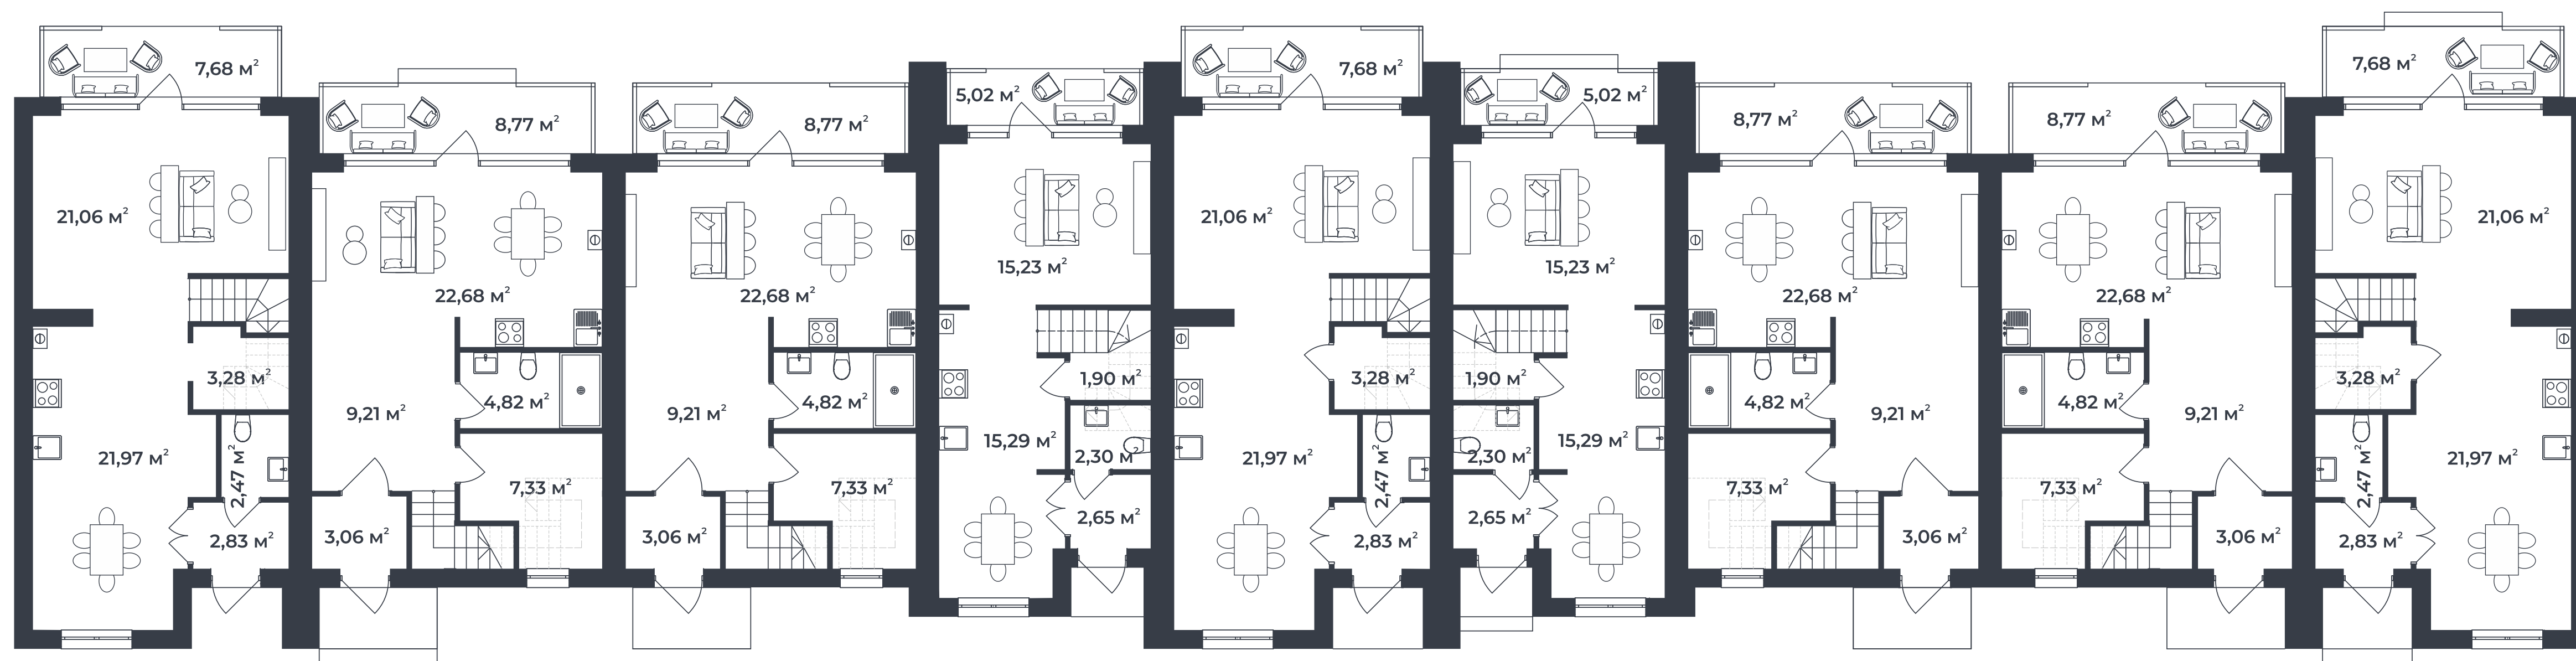 7,68 м²
21,06 м²
3,28 м²
21,97 м²
2,47 м²
2,83 м²
8,77 м²
22,68 м²
9,21 м²
4,82 м²
7,33 м²
3,06 м²
8,77 м²
22,68 м²
9,21 м²
4,82 м²
7,33 м²
3,06 м²
5,02 м²
15,23 м²
1,90 м²
15,29 м²
2,30 м²
2,65 м²
7,68 м²
21,06 м²
3,28 м²
21,97 м²
2,47 м²
2,83 м²
5,02 м²
15,23 м²
1,90 м²
15,29 м²
2,30 м²
2,65 м²
8,77 м²
22,68 м²
4,82 м²
9,21 м²
7,33 м²
3,06 м²
8,77 м²
22,68 м²
4,82 м²
9,21 м²
7,33 м²
3,06 м²
7,68 м²
21,06 м²
3,28 м²
21,97 м²
2,47 м²
2,83 м²